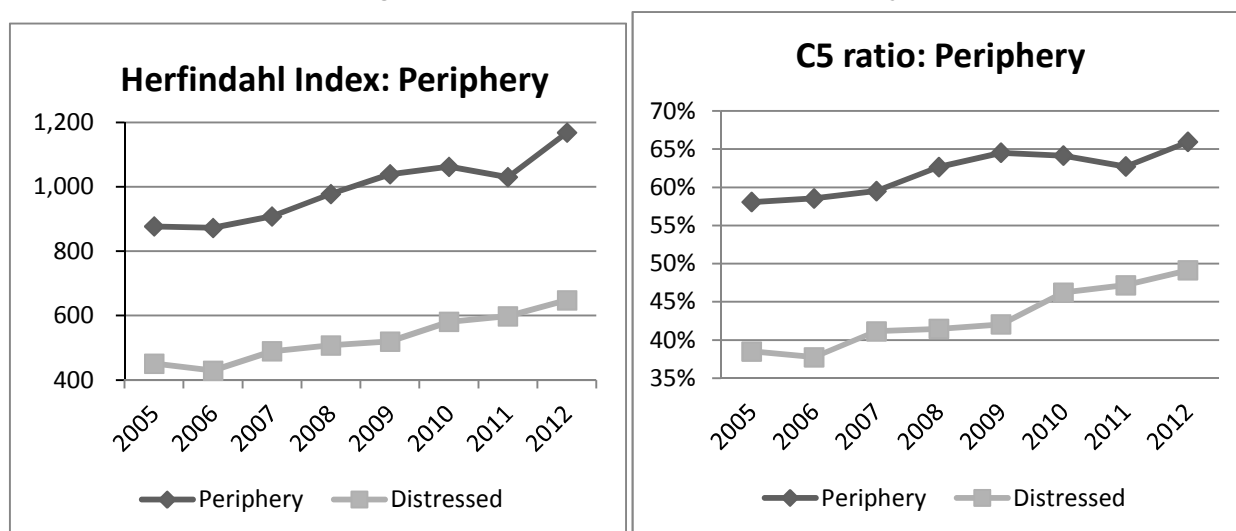 Herfindahl Index: Periphery
1,200
1,000
800
600
400
2005 2006 2007 2008 2009 2010 2011 2012
Periphery Distressed
C5 ratio: Periphery
70%
65%
60%
55%
50%
45%
40%
35%
2005 2006 2007 2008 2009 2010 2011 2012
Periphery Distressed